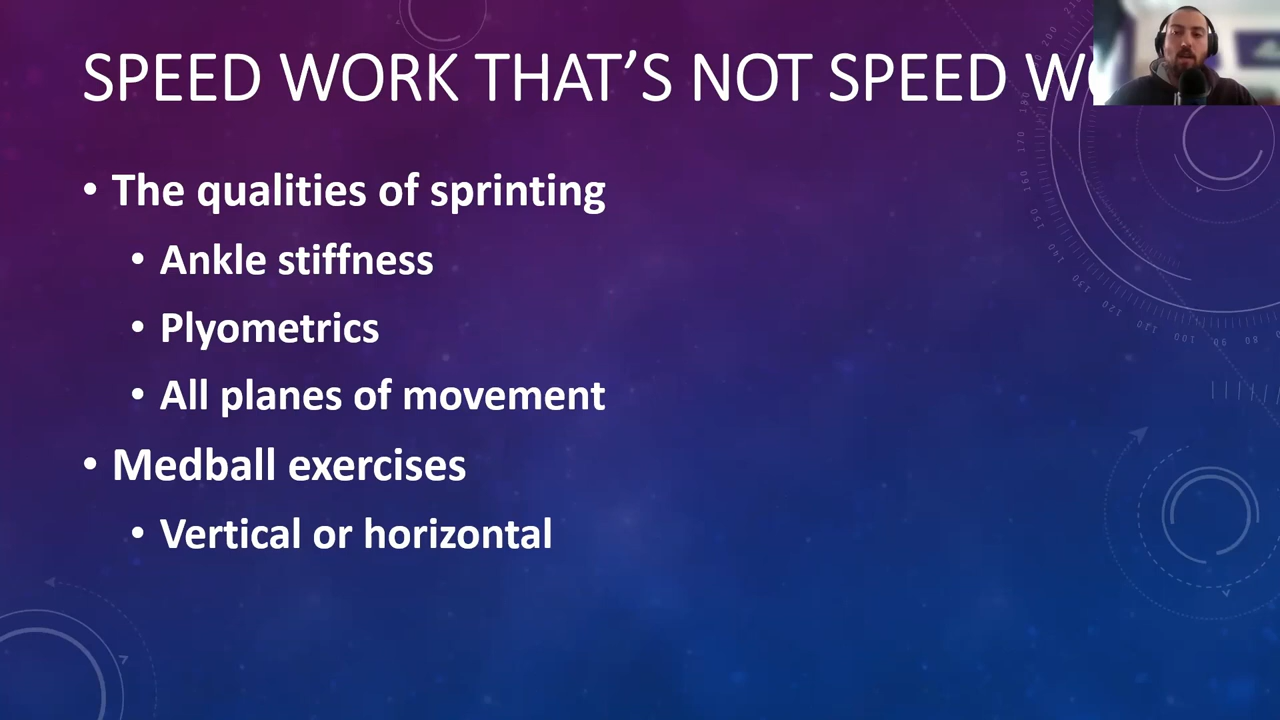 SPEED WORK THAT’S NOT SPEED
• The qualities of sprinting
• Ankle stiffness
• Plyometrics
• All planes of movement
• Medball exercises
• Vertical or horizontal